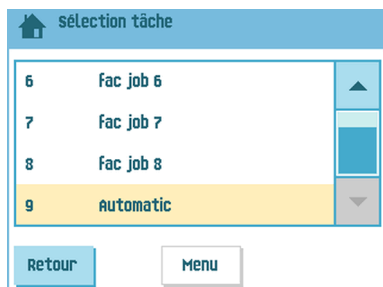 Sélection tâche
6 Fac job 6
7 Fac job 7
8 Fac job 8
9 Automatic
Retour Menu